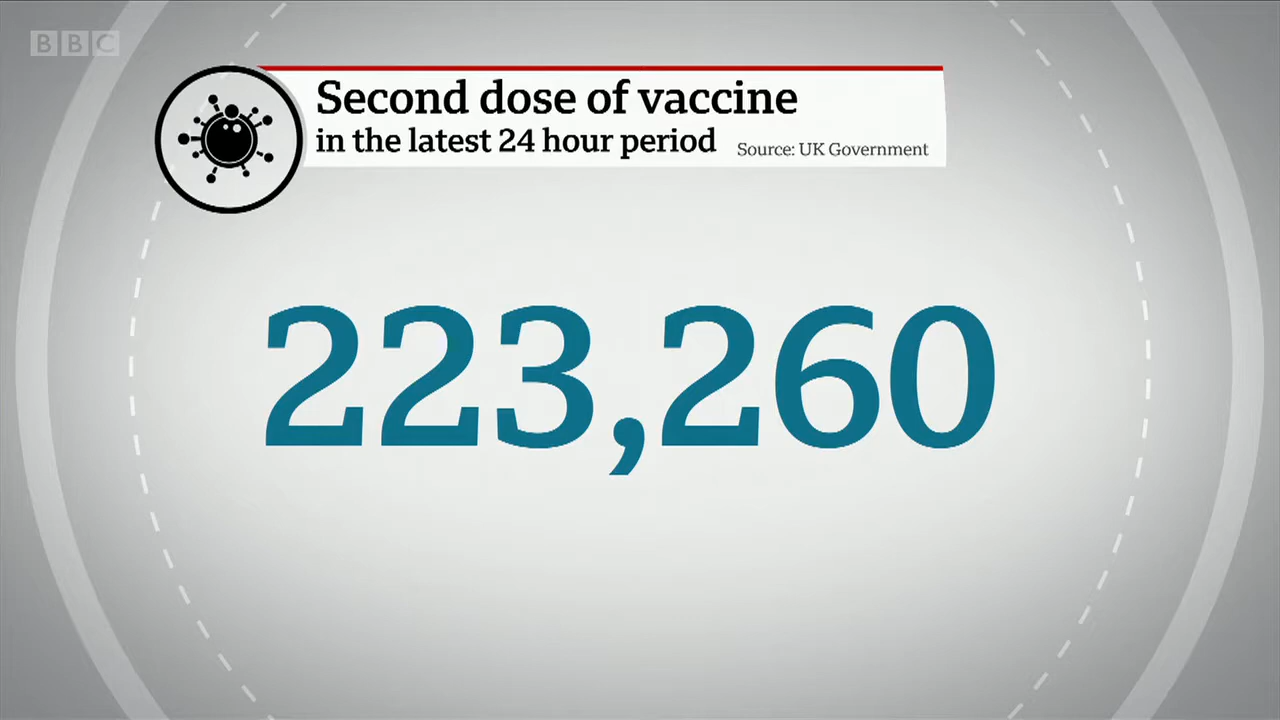 BBC
Second dose of vaccine
in the latest 24 hour period
Source: UK Government
223,260